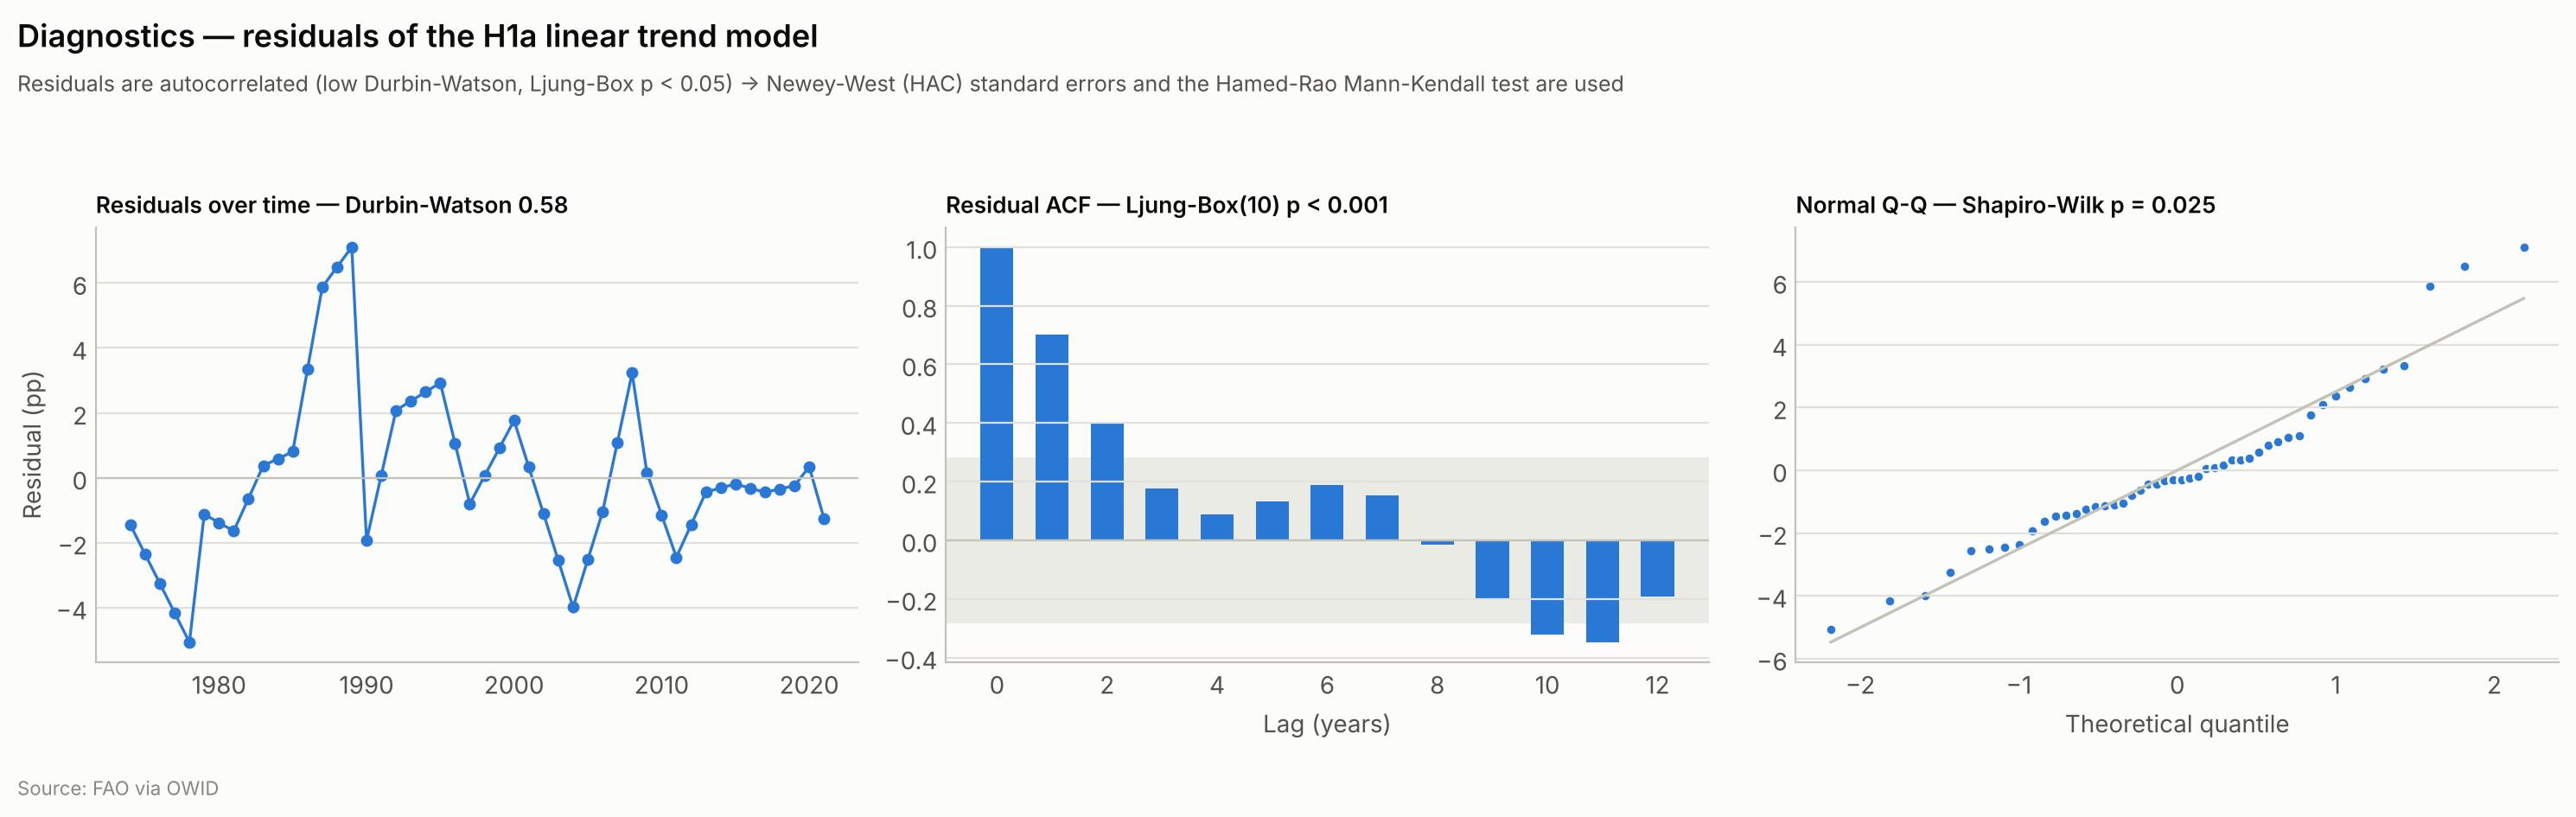 Diagnostics — residuals of the H1a linear trend model
Residuals are autocorrelated (low Durbin-Watson, Ljung-Box p < 0.05) → Newey-West (HAC) standard errors and the Hamed-Rao Mann-Kendall test are used
Residuals over time — Durbin-Watson 0.58
Residual (pp)
6
4
2
0
−2
−4
1980 1990 2000 2010 2020
Residual ACF — Ljung-Box(10) p < 0.001
1.0
0.8
0.6
0.4
0.2
0.0
−0.2
−0.4
0 2 4 6 8 10 12
Lag (years)
Normal Q-Q — Shapiro-Wilk p = 0.025
6
4
2
0
−2
−4
−6
−2 −1 0 1 2
Theoretical quantile
Source: FAO via OWID